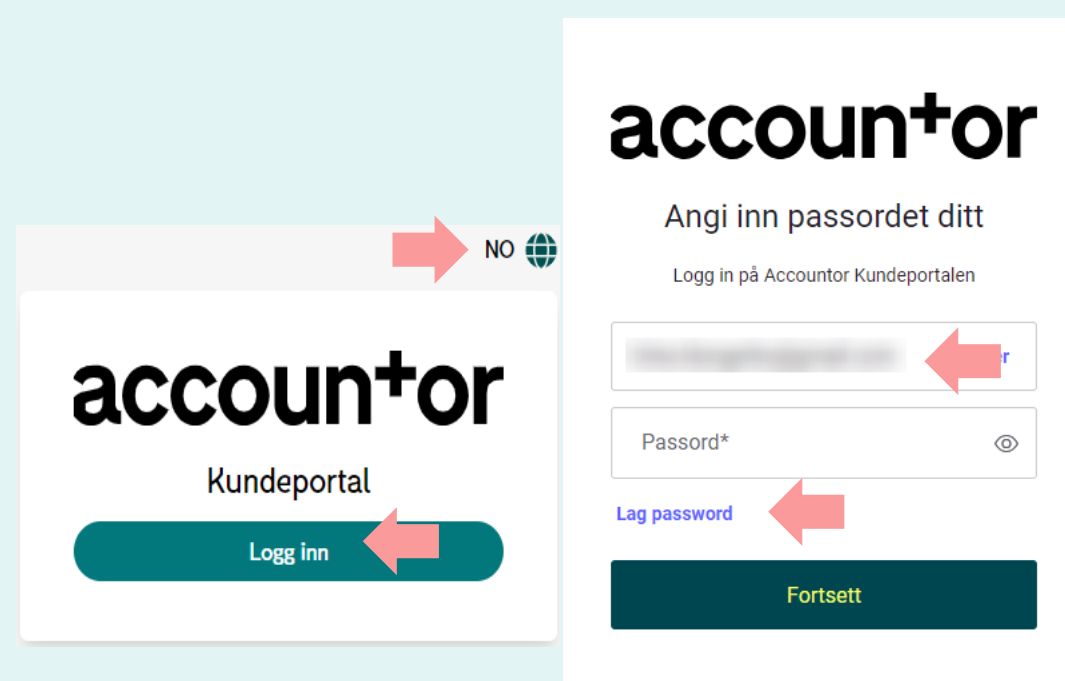 NO
accountor
Kundeportal
Logg inn
accountor
Angi inn passordet ditt
Logg in på Accountor Kundeportalen
Passord*
Lag password
Fortsett